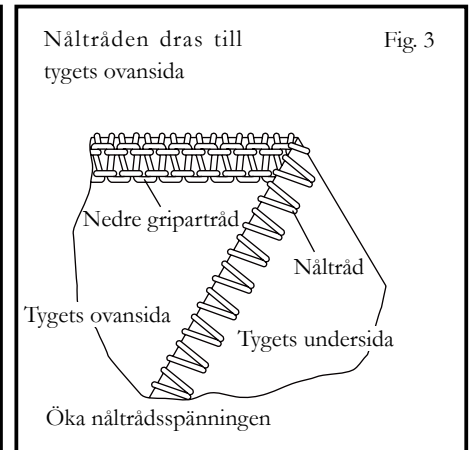 Nåltråden dras till
tygets ovansida
Fig. 3
Nedre gripartråd
Nåltråd
Tygets ovansida
Tygets undersida
Öka nåltrådsspänningen